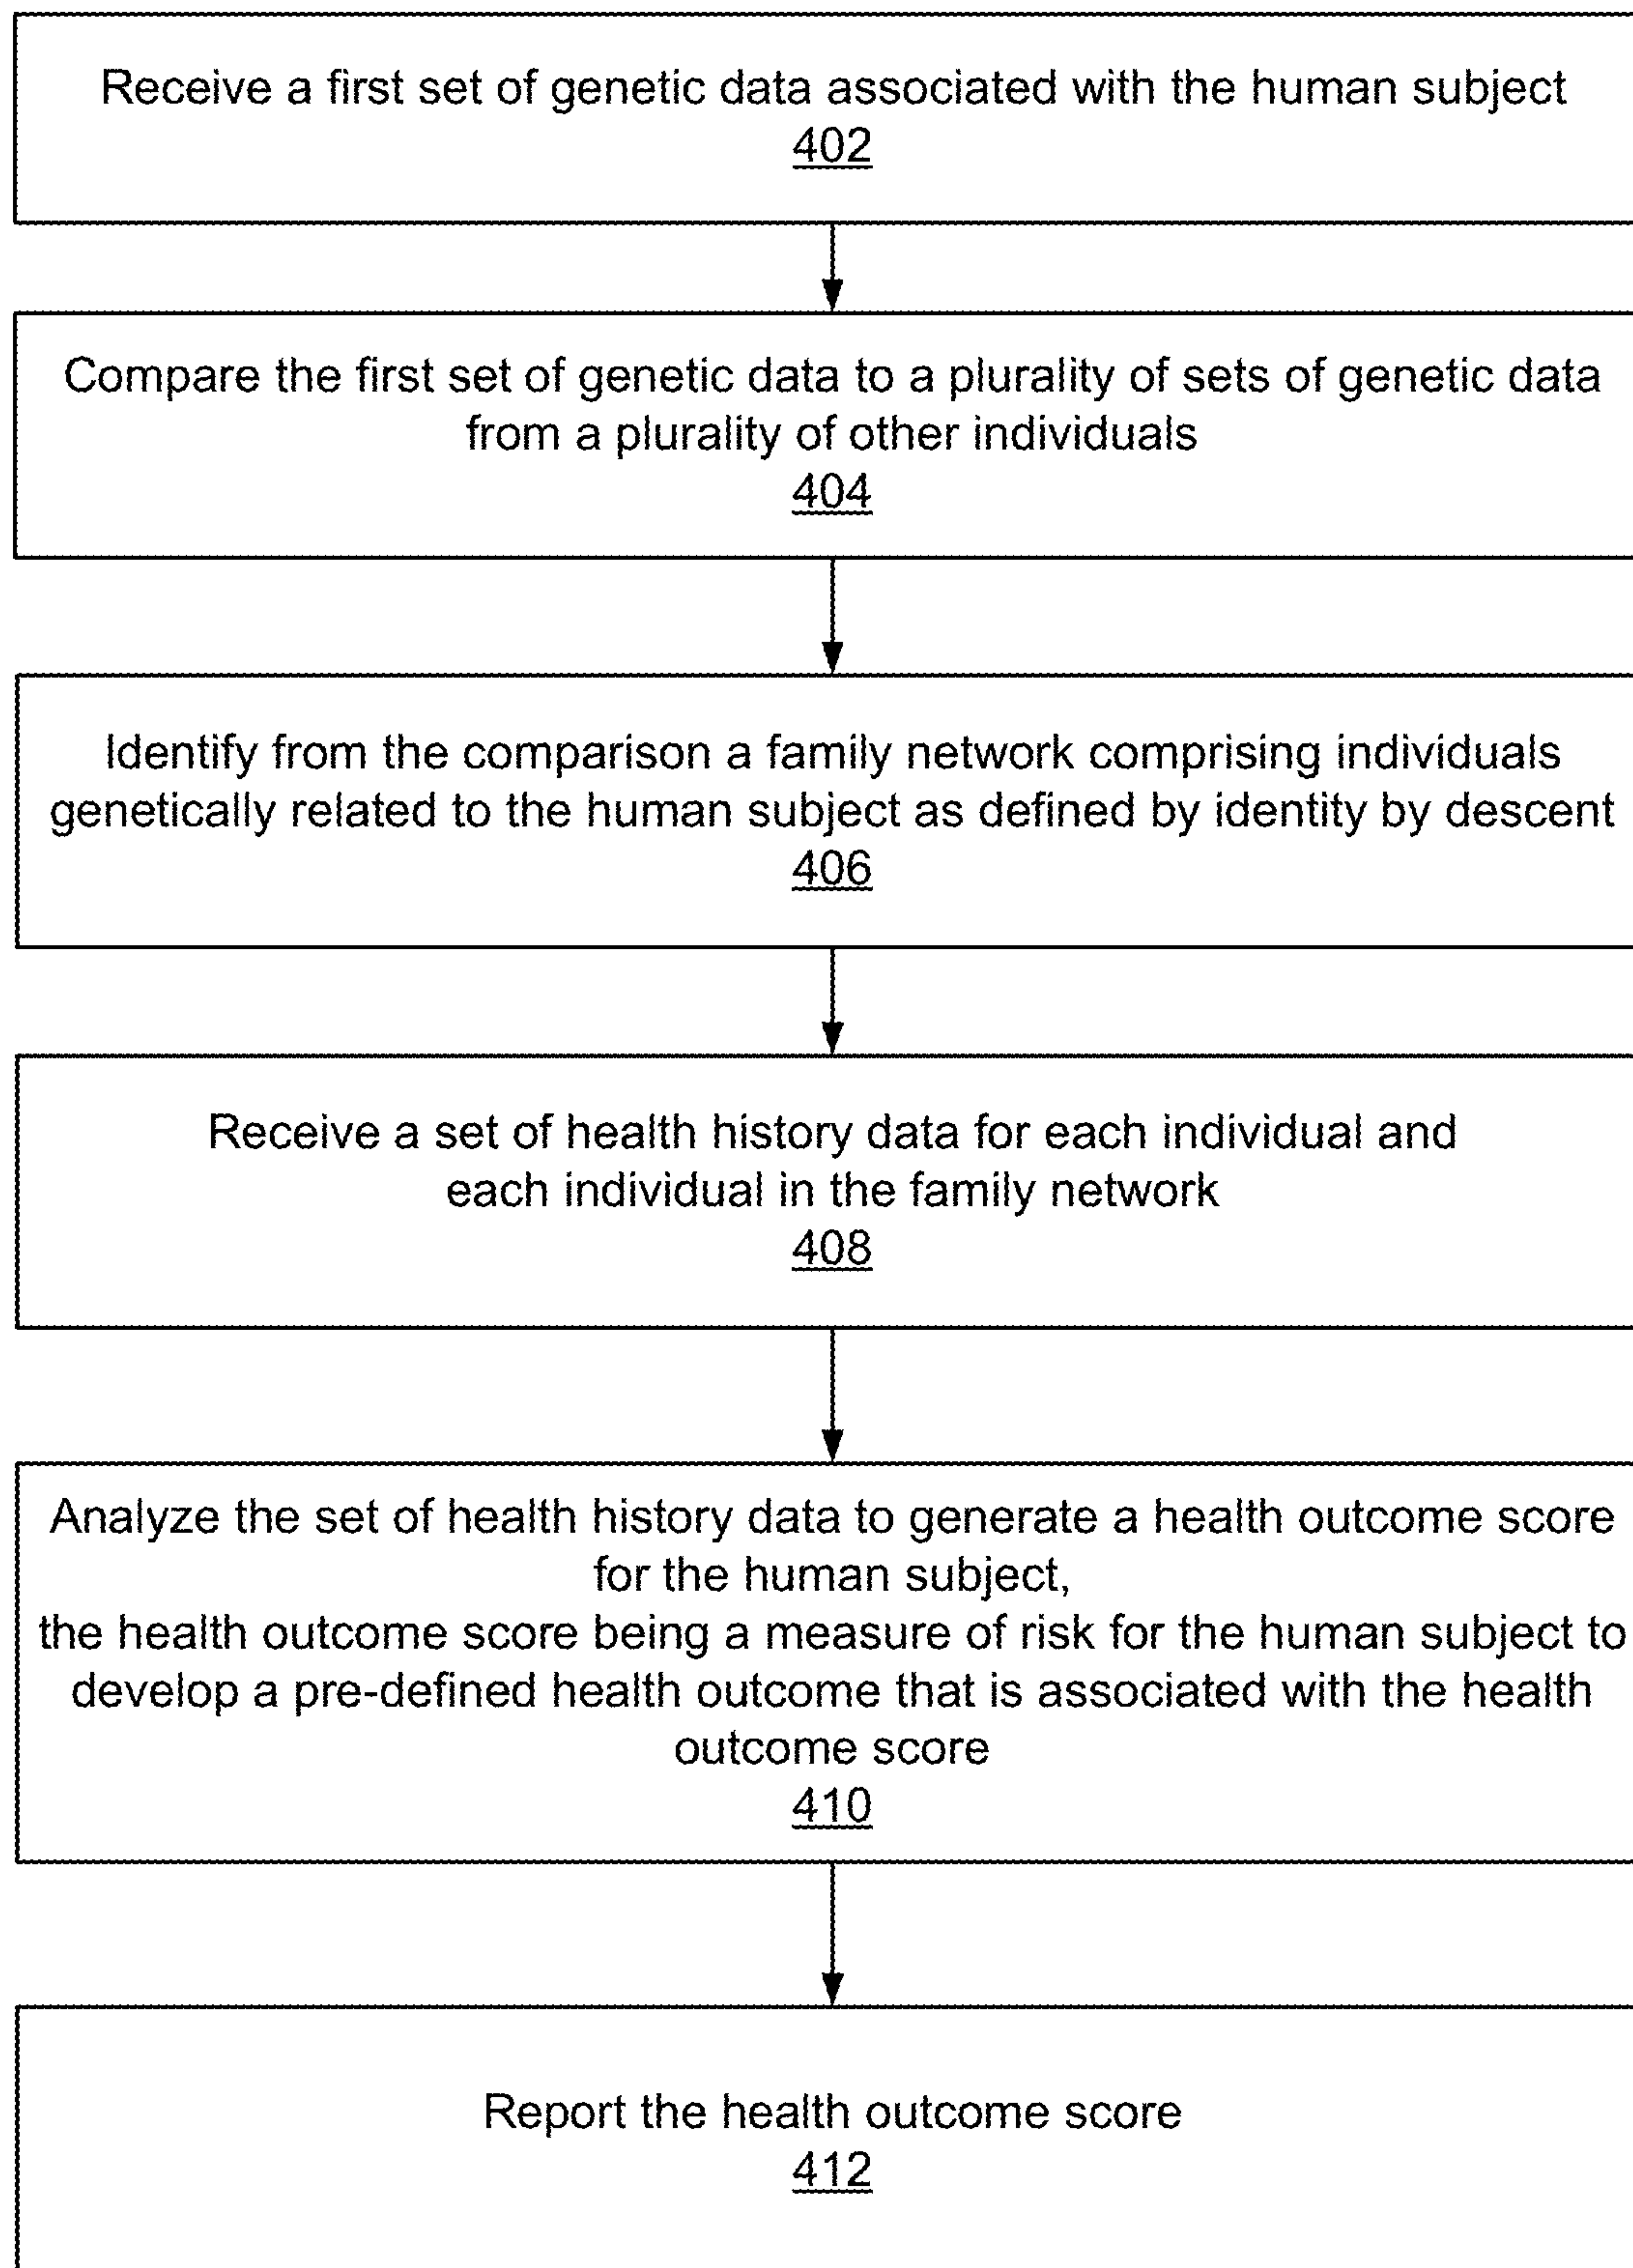 Receive a first set of genetic data associated with the human subject
402
Compare the first set of genetic data to a plurality of sets of genetic data
from a plurality of other individuals
404
Identify from the comparison a family network comprising individuals
genetically related to the human subject as defined by identity by descent
406
Receive a set of health history data for each individual and
each individual in the family network
408
Analyze the set of health history data to generate a health outcome score
for the human subject,
the health outcome score being a measure of risk for the human subject to
develop a pre-defined health outcome that is associated with the health
outcome score
410
Report the health outcome score
412